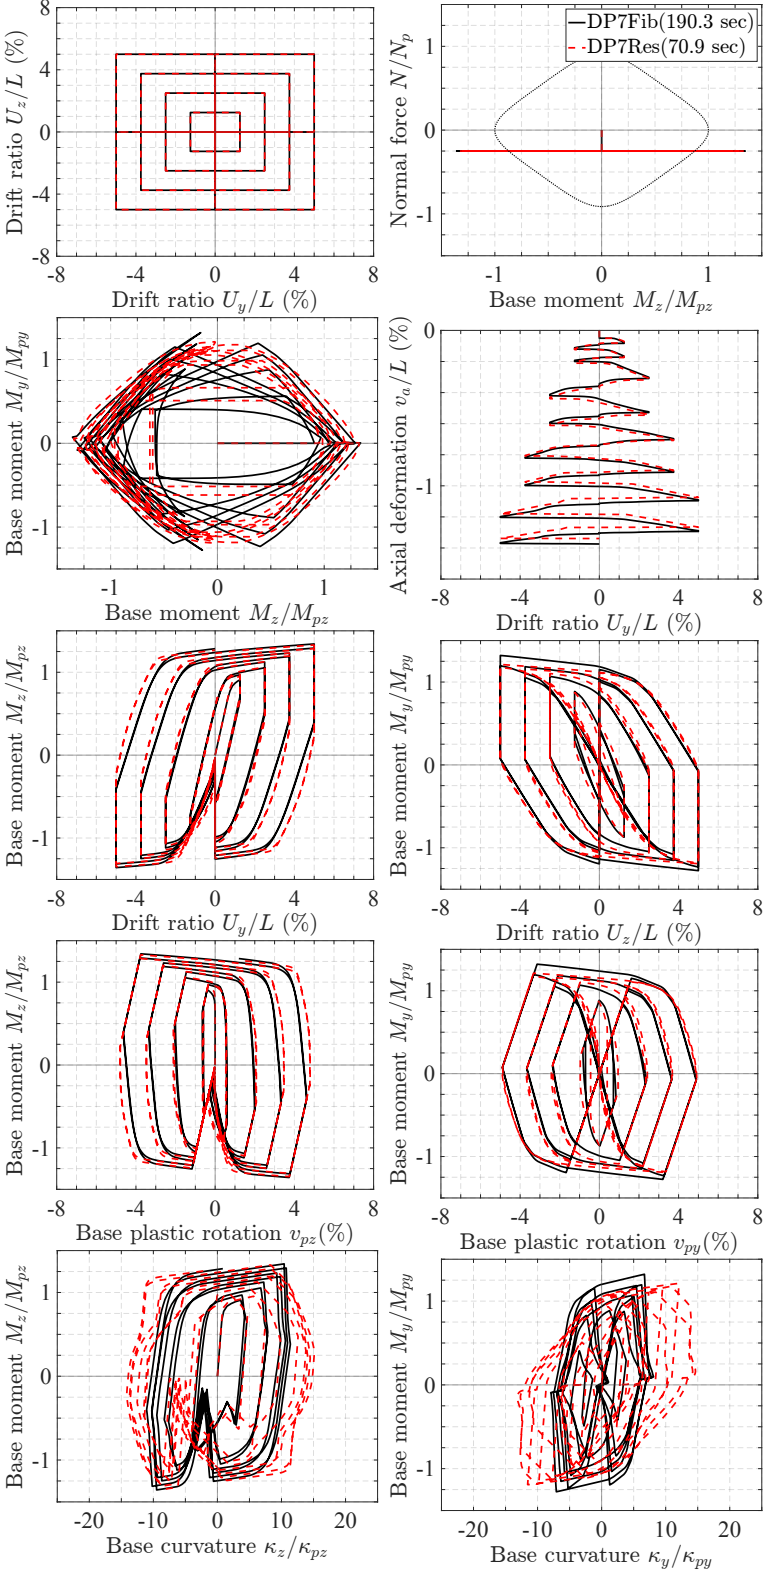 8
4
0
-4
-8
Drift ratio U_z/L (%)
-8 -4 0 4 8
Drift ratio U_y/L (%)
DP7Fib(190.3 sec)
DP7Res(70.9 sec)
1
0
-1
Normal force N/N_p
-1 0 1
Base moment M_z/M_pz
1
0
-1
Base moment M_y/M_py
-1 0 1
Base moment M_z/M_pz
0
-1
Axial deformation v_a/L (%)
-8 -4 0 4 8
Drift ratio U_y/L (%)
1
0
-1
Base moment M_z/M_pz
-8 -4 0 4 8
Drift ratio U_y/L (%)
1
0
-1
Base moment M_y/M_py
-8 -4 0 4 8
Drift ratio U_z/L (%)
1
0
-1
Base moment M_z/M_pz
-8 -4 0 4 8
Base plastic rotation v_pz(%)
1
0
-1
Base moment M_y/M_py
-8 -4 0 4 8
Base plastic rotation v_py(%)
1
0
-1
Base moment M_z/M_pz
-20 -10 0 10 20
Base curvature κ_z/κ_pz
1
0
-1
Base moment M_y/M_py
-20 -10 0 10 20
Base curvature κ_y/κ_py